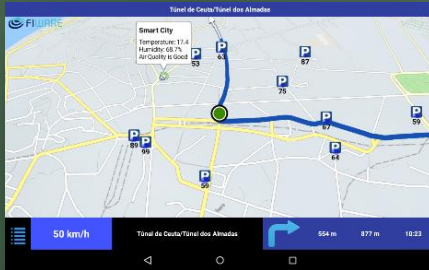 Túnel de Ceuta/Túnel dos Almadas
FIWARE
Smart City
Temperature: 17.4
Humidity: 68.7%
Air Quality is Good
P
63
P
53
P
87
P
75
P
59
P
67
P
89
P
99
P
64
P
59
50 km/h
Túnal de Ceuta/Túnel dos Almadas
554 m
877 m
10:23